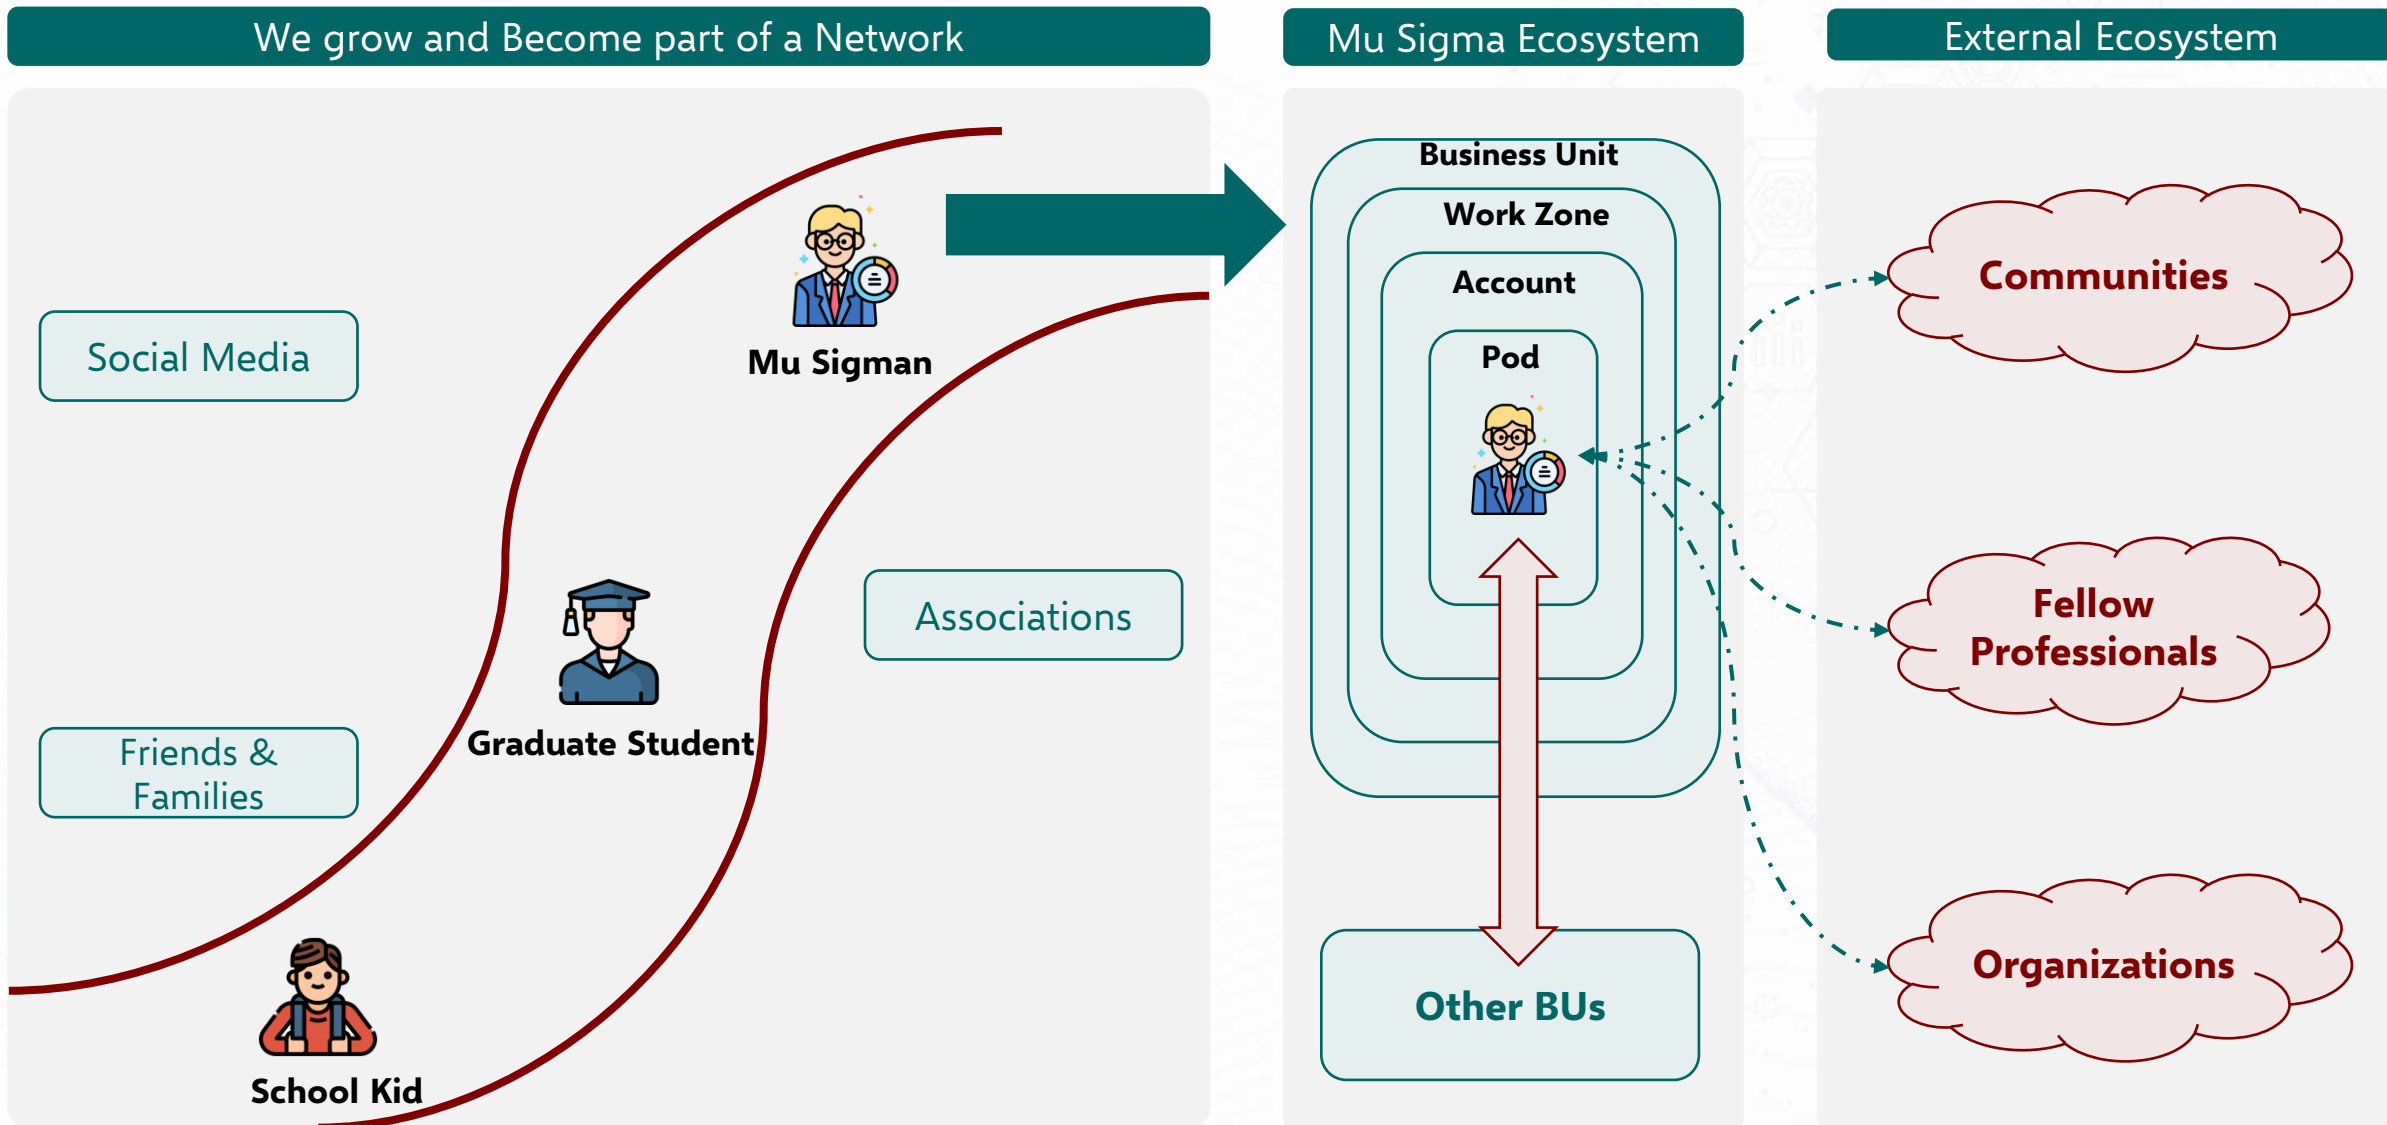 We grow and Become part of a Network
Mu Sigma Ecosystem
External Ecosystem
Social Media
Mu Sigman
Associations
Graduate Student
Friends &
Families
School Kid
Business Unit
Work Zone
Account
Pod
Other BUs
Communities
Fellow
Professionals
Organizations